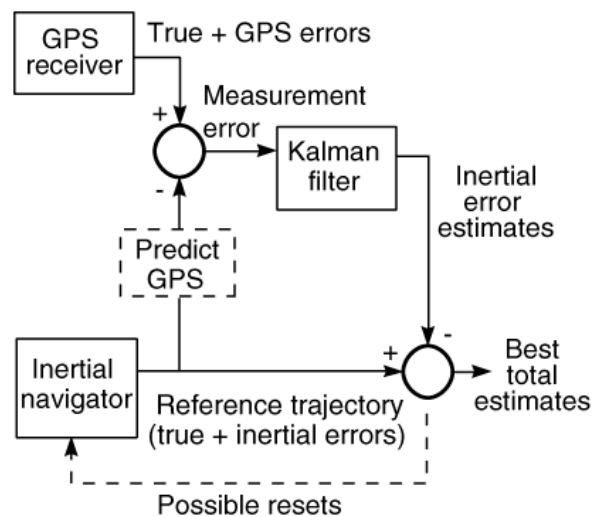 GPS
receiver
True + GPS errors
+
Measurement
error
-
Kalman
filter
Inertial
error
estimates
Predict
GPS
-
+
Inertial
navigator
Best
total
estimates
Reference trajectory
(true + inertial errors)
Possible resets